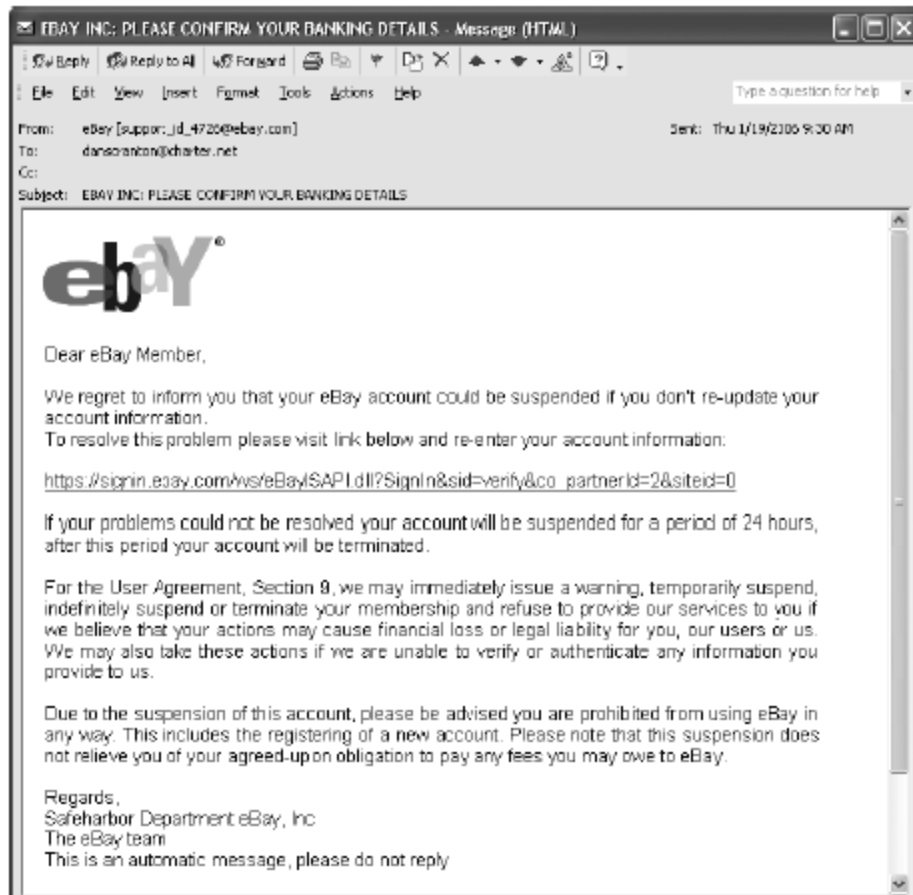 EBAY INC: PLEASE CONFIRM YOUR BANKING DETAILS - Message (HTML)
Reply Reply to All Forward
File Edit View Insert Format Tools Actions Help Type a question for help
From: eBay [support_id_4726@ebay.com] Sent: Thu 1/19/2006 9:30 AM
To: danscranton@charter.net
Cc:
Subject: EBAY INC: PLEASE CONFIRM YOUR BANKING DETAILS
ebaY®
Dear eBay Member,
We regret to inform you that your eBay account could be suspended if you don't re-update your
account information.
To resolve this problem please visit link below and re-enter your account information:
https://signin.ebay.com/ws/eBayISAPI.dll?SignIn&sid=verify&co_partnerId=2&siteid=0
If your problems could not be resolved your account will be suspended for a period of 24 hours,
after this period your account will be terminated.
For the User Agreement, Section 9, we may immediately issue a warning, temporarily suspend,
indefinitely suspend or terminate your membership and refuse to provide our services to you if
we believe that your actions may cause financial loss or legal liability for you, our users or us.
We may also take these actions if we are unable to verify or authenticate any information you
provide to us.
Due to the suspension of this account, please be advised you are prohibited from using eBay in
any way. This includes the registering of a new account. Please note that this suspension does
not relieve you of your agreed-upon obligation to pay any fees you may owe to eBay.
Regards,
Safeharbor Department eBay, Inc
The eBay team
This is an automatic message, please do not reply